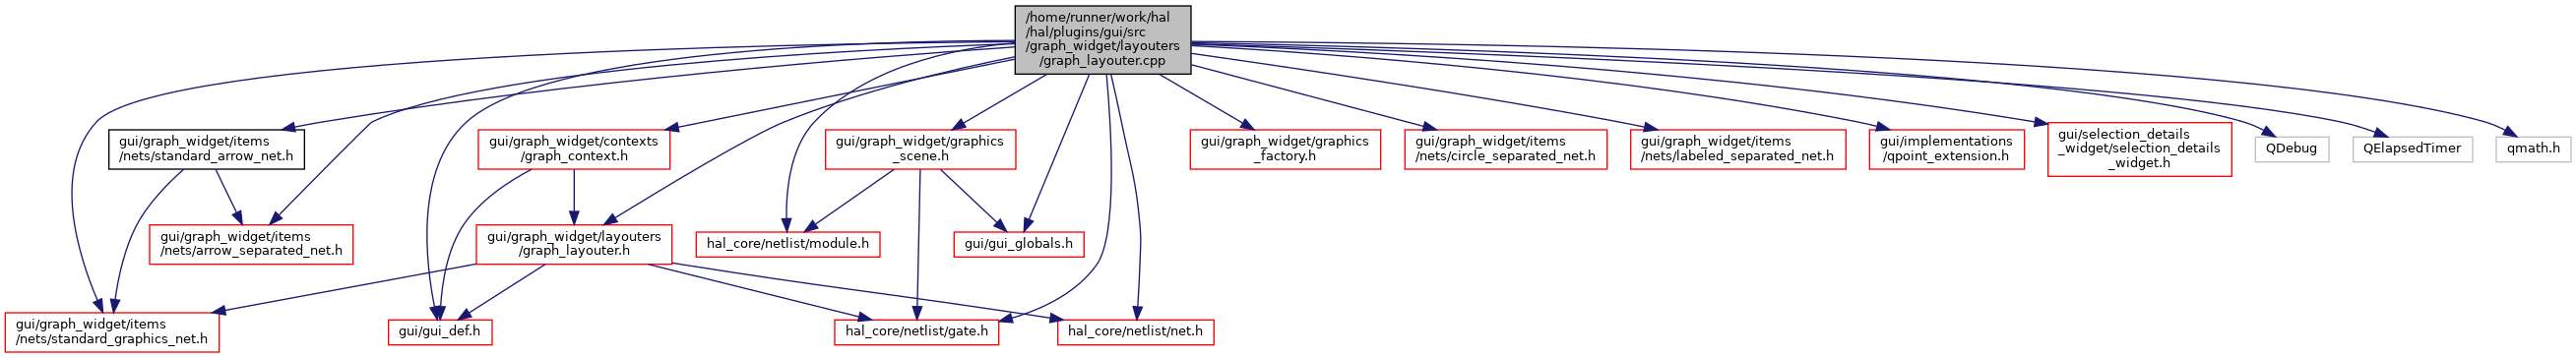 /home/runner/work/hal
/hal/plugins/gui/src
/graph_widget/layouters
/graph_layouter.cpp
gui/graph_widget/items
/nets/standard_arrow_net.h
gui/graph_widget/contexts
/graph_context.h
gui/graph_widget/graphics
_scene.h
gui/graph_widget/graphics
_factory.h
gui/graph_widget/items
/nets/circle_separated_net.h
gui/graph_widget/items
/nets/labeled_separated_net.h
gui/implementations
/qpoint_extension.h
gui/selection_details
_widget/selection_details
_widget.h
QDebug
QElapsedTimer
qmath.h
gui/graph_widget/items
/nets/arrow_separated_net.h
gui/graph_widget/layouters
/graph_layouter.h
hal_core/netlist/module.h
gui/gui_globals.h
gui/graph_widget/items
/nets/standard_graphics_net.h
gui/gui_def.h
hal_core/netlist/gate.h
hal_core/netlist/net.h